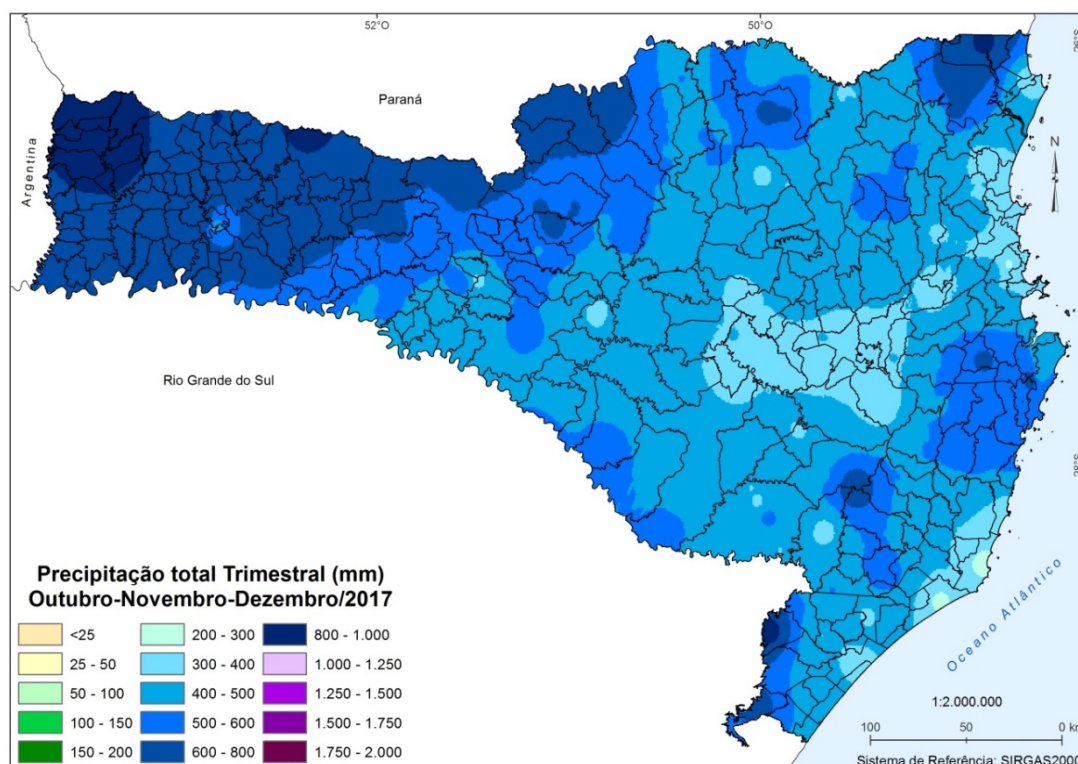 52°O
50°O
26°S
Paraná
Argentina
N
Rio Grande do Sul
28°S
Oceano Atlântico
Precipitação total Trimestral (mm)
Outubro-Novembro-Dezembro/2017
<25
200 - 300
800 - 1.000
25 - 50
300 - 400
1.000 - 1.250
50 - 100
400 - 500
1.250 - 1.500
100 - 150
500 - 600
1.500 - 1.750
150 - 200
600 - 800
1.750 - 2.000
1:2.000.000
100 50 0 km
Sistema de Referência: SIRGAS2000